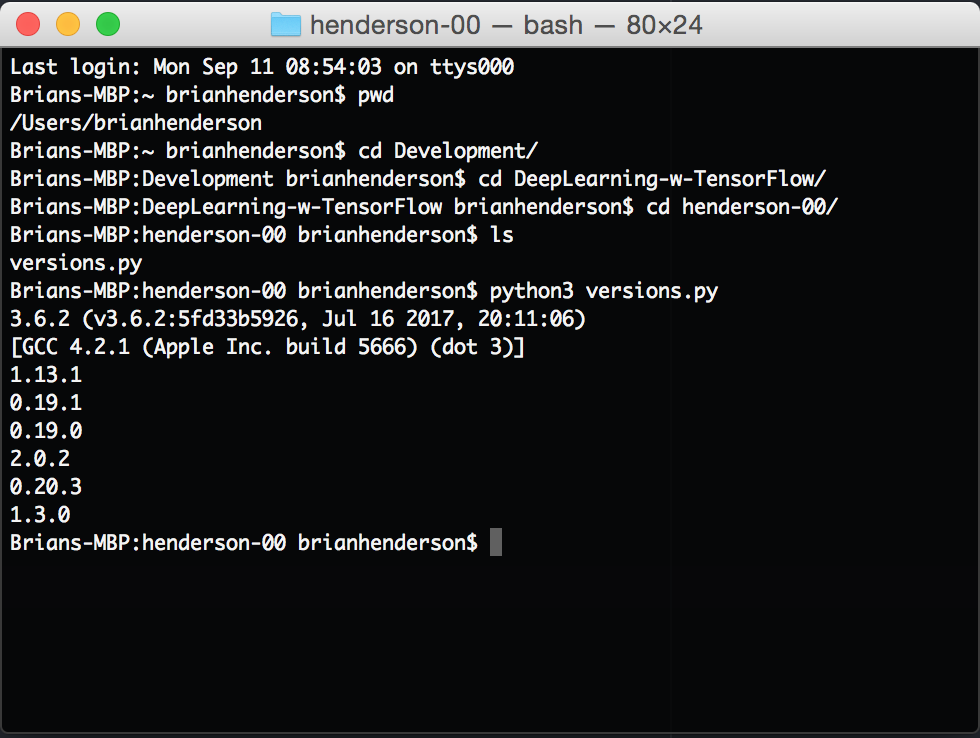 henderson-00 — bash — 80×24
Last login: Mon Sep 11 08:54:03 on ttys000
Brians-MBP:~ brianhenderson$ pwd
/Users/brianhenderson
Brians-MBP:~ brianhenderson$ cd Development/
Brians-MBP:Development brianhenderson$ cd DeepLearning-w-TensorFlow/
Brians-MBP:DeepLearning-w-TensorFlow brianhenderson$ cd henderson-00/
Brians-MBP:henderson-00 brianhenderson$ ls
versions.py
Brians-MBP:henderson-00 brianhenderson$ python3 versions.py
3.6.2 (v3.6.2:5fd33b5926, Jul 16 2017, 20:11:06)
[GCC 4.2.1 (Apple Inc. build 5666) (dot 3)]
1.13.1
0.19.1
0.19.0
2.0.2
0.20.3
1.3.0
Brians-MBP:henderson-00 brianhenderson$